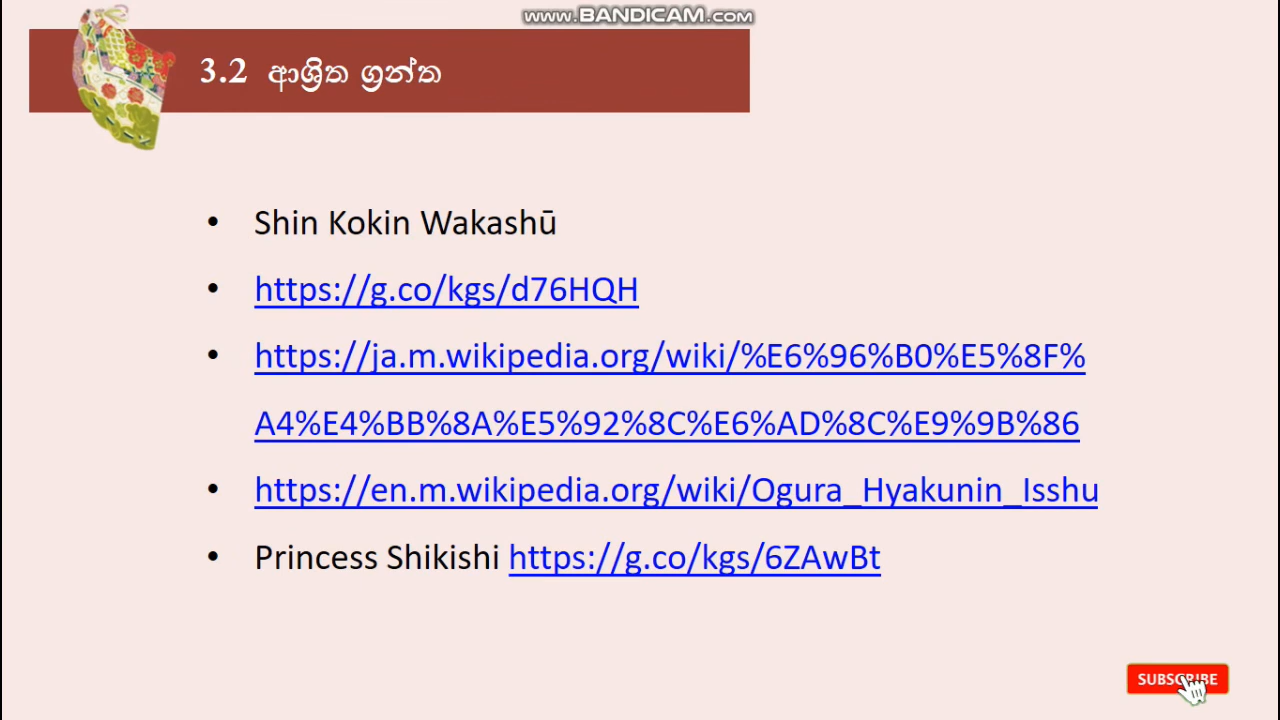 www.BANDICAM.com
3.2 ආශ්‍රිත ග්‍රන්ත
• Shin Kokin Wakashū
• https://g.co/kgs/d76HQH
• https://ja.m.wikipedia.org/wiki/%E6%96%B0%E5%8F%
A4%E4%BB%8A%E5%92%8C%E6%AD%8C%E9%9B%86
• https://en.m.wikipedia.org/wiki/Ogura_Hyakunin_Isshu
• Princess Shikishi https://g.co/kgs/6ZAwBt
SUBSCRIBE